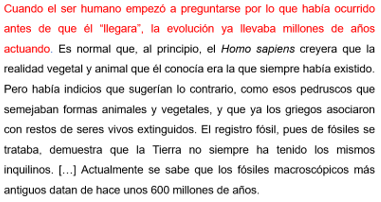 Cuando el ser humano empezó a preguntarse por lo que había ocurrido
antes de que él “llegara”, la evolución ya llevaba millones de años
actuando. Es normal que, al principio, el Homo sapiens creyera que la
realidad vegetal y animal que él conocía era la que siempre había existido.
Pero había indicios que sugerían lo contrario, como esos pedruscos que
semejaban formas animales y vegetales, y que ya los griegos asociaron
con restos de seres vivos extinguidos. El registro fósil, pues de fósiles se
trataba, demuestra que la Tierra no siempre ha tenido los mismos
inquilinos. […] Actualmente se sabe que los fósiles macroscópicos más
antiguos datan de hace unos 600 millones de años.